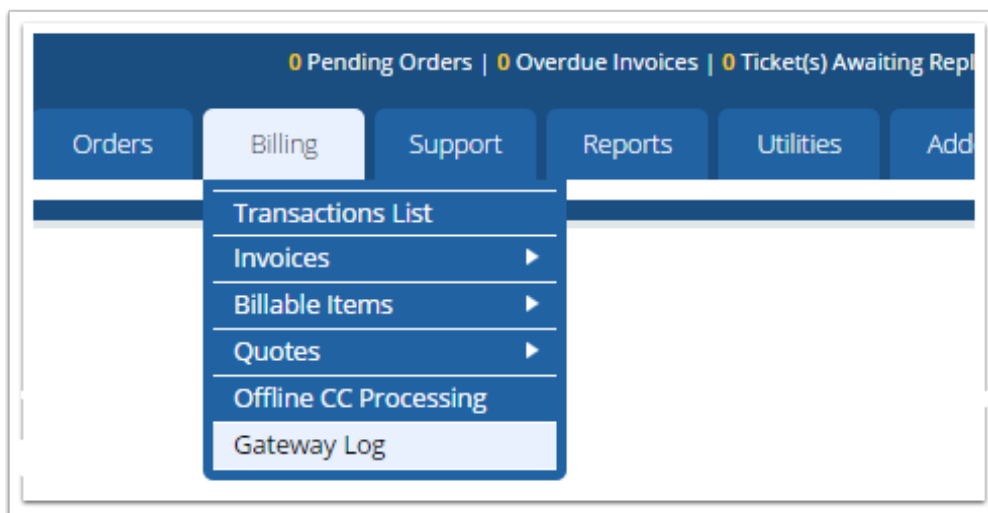 0 Pending Orders | 0 Overdue Invoices | 0 Ticket(s) Awaiting Repl
Orders Billing Support Reports Utilities Add
Transactions List
Invoices
Billable Items
Quotes
Offline CC Processing
Gateway Log